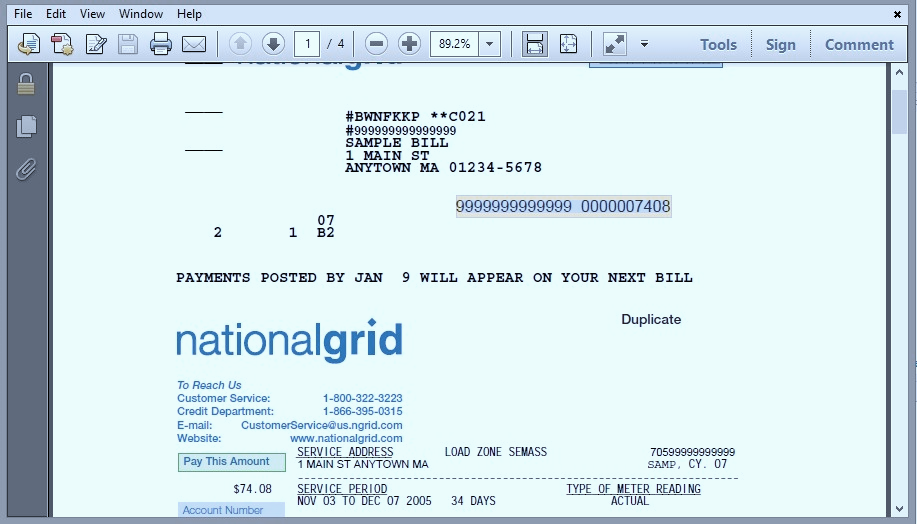 File Edit View Window Help
1 / 4 89.2% Tools Sign Comment
nationalgrid
#BWNFKKP **C021
#999999999999999
SAMPLE BILL
1 MAIN ST
ANYTOWN MA 01234-5678
9999999999999 0000007408
07
2 1 B2
PAYMENTS POSTED BY JAN 9 WILL APPEAR ON YOUR NEXT BILL
Duplicate
nationalgrid
To Reach Us
Customer Service: 1-800-322-3223
Credit Department: 1-866-395-0315
E-mail: CustomerService@us.ngrid.com
Website: www.nationalgrid.com
SERVICE ADDRESS LOAD ZONE SEMASS 70599999999999
Pay This Amount 1 MAIN ST ANYTOWN MA SAMP, CY. 07
$74.08 SERVICE PERIOD TYPE OF METER READING
NOV 03 TO DEC 07 2005 34 DAYS ACTUAL
Account Number